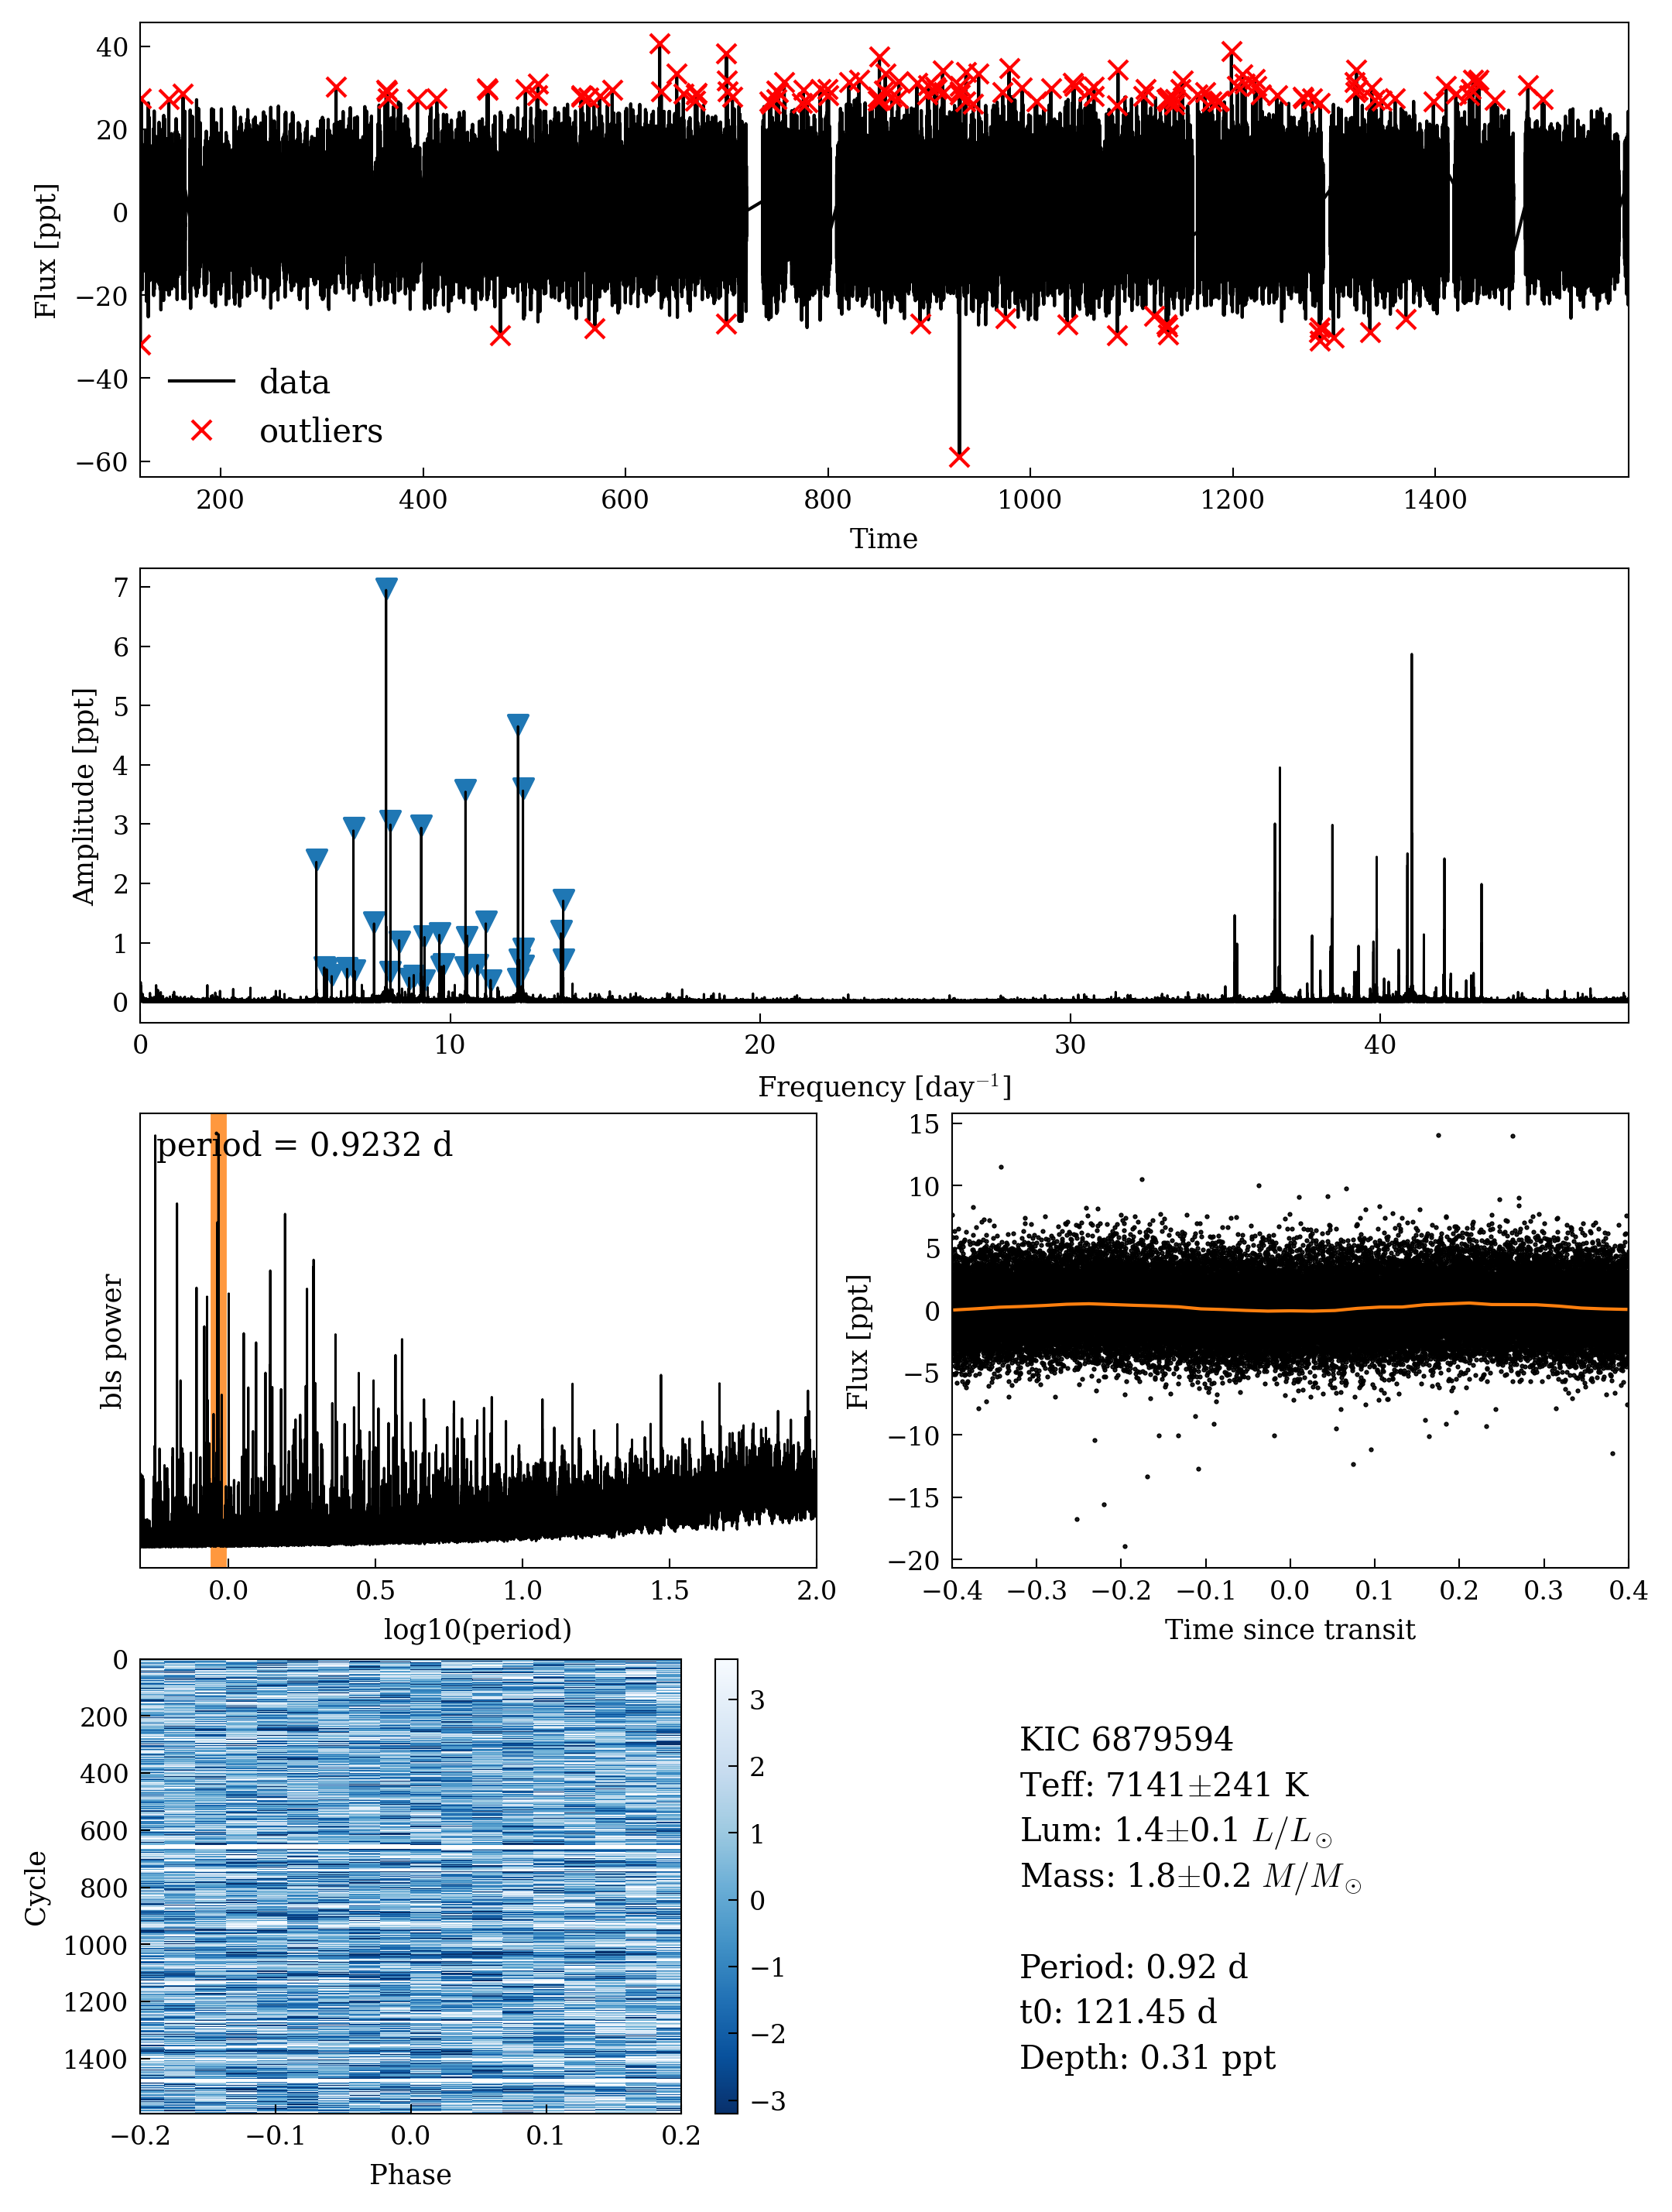 40
20
0
−20
−40
−60
Flux [ppt]
data
outliers
200 400 600 800 1000 1200 1400
Time
7
6
5
4
3
2
1
0
Amplitude [ppt]
0 10 20 30 40
Frequency [day⁻¹]
period = 0.9232 d
bls power
0.0 0.5 1.0 1.5 2.0
log10(period)
15
10
5
0
−5
−10
−15
−20
Flux [ppt]
−0.4 −0.3 −0.2 −0.1 0.0 0.1 0.2 0.3 0.4
Time since transit
0
200
400
600
800
1000
1200
1400
Cycle
−0.2 −0.1 0.0 0.1 0.2
Phase
3
2
1
0
−1
−2
−3
KIC 6879594
Teff: 7141±241 K
Lum: 1.4±0.1 L/L⊙
Mass: 1.8±0.2 M/M⊙
Period: 0.92 d
t0: 121.45 d
Depth: 0.31 ppt